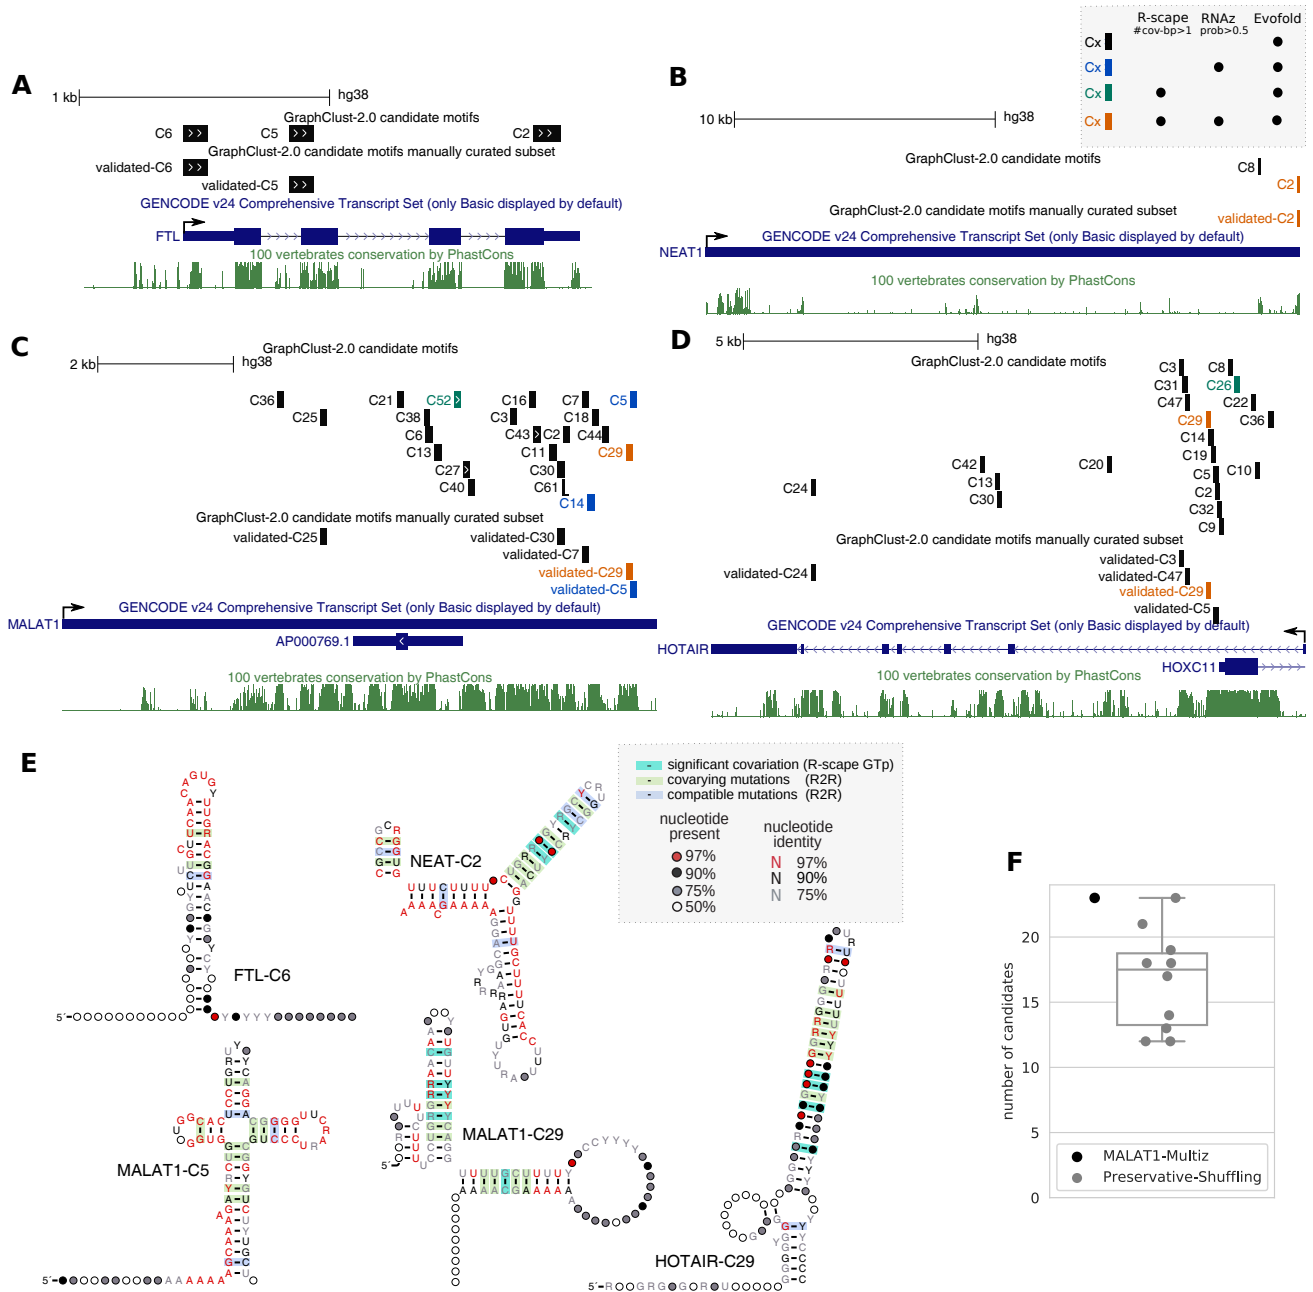 A
1 kb
hg38
GraphClust-2.0 candidate motifs
C6
C5
C2
GraphClust-2.0 candidate motifs manually curated subset
validated-C6
validated-C5
GENCODE v24 Comprehensive Transcript Set (only Basic displayed by default)
FTL
100 vertebrates conservation by PhastCons
B
R-scape
RNAz
Evofold
#cov-bp>1
prob>0.5
Cx
Cx
Cx
Cx
10 kb
hg38
GraphClust-2.0 candidate motifs
C8
C2
GraphClust-2.0 candidate motifs manually curated subset
validated-C2
GENCODE v24 Comprehensive Transcript Set (only Basic displayed by default)
NEAT1
100 vertebrates conservation by PhastCons
C
GraphClust-2.0 candidate motifs
2 kb
hg38
C36
C21
C52
C16
C7
C5
C25
C38
C3
C18
C6
C43
C2
C44
C13
C11
C29
C27
C30
C40
C61
C14
GraphClust-2.0 candidate motifs manually curated subset
validated-C25
validated-C30
validated-C7
validated-C29
validated-C5
GENCODE v24 Comprehensive Transcript Set (only Basic displayed by default)
MALAT1
AP000769.1
100 vertebrates conservation by PhastCons
D
5 kb
hg38
GraphClust-2.0 candidate motifs
C3
C8
C31
C26
C47
C22
C29
C36
C14
C19
C42
C20
C10
C5
C13
C24
C2
C30
C32
C9
GraphClust-2.0 candidate motifs manually curated subset
validated-C3
validated-C24
validated-C47
validated-C29
validated-C5
GENCODE v24 Comprehensive Transcript Set (only Basic displayed by default)
HOTAIR
HOXC11
100 vertebrates conservation by PhastCons
E
significant covariation (R-scape GTp)
covarying mutations (R2R)
compatible mutations (R2R)
nucleotide present
nucleotide identity
97%
N 97%
90%
N 90%
75%
N 75%
50%
FTL-C6
5´
NEAT-C2
MALAT1-C5
5´
MALAT1-C29
5´
HOTAIR-C29
5´
F
number of candidates
20
15
10
5
0
MALAT1-Multiz
Preservative-Shuffling